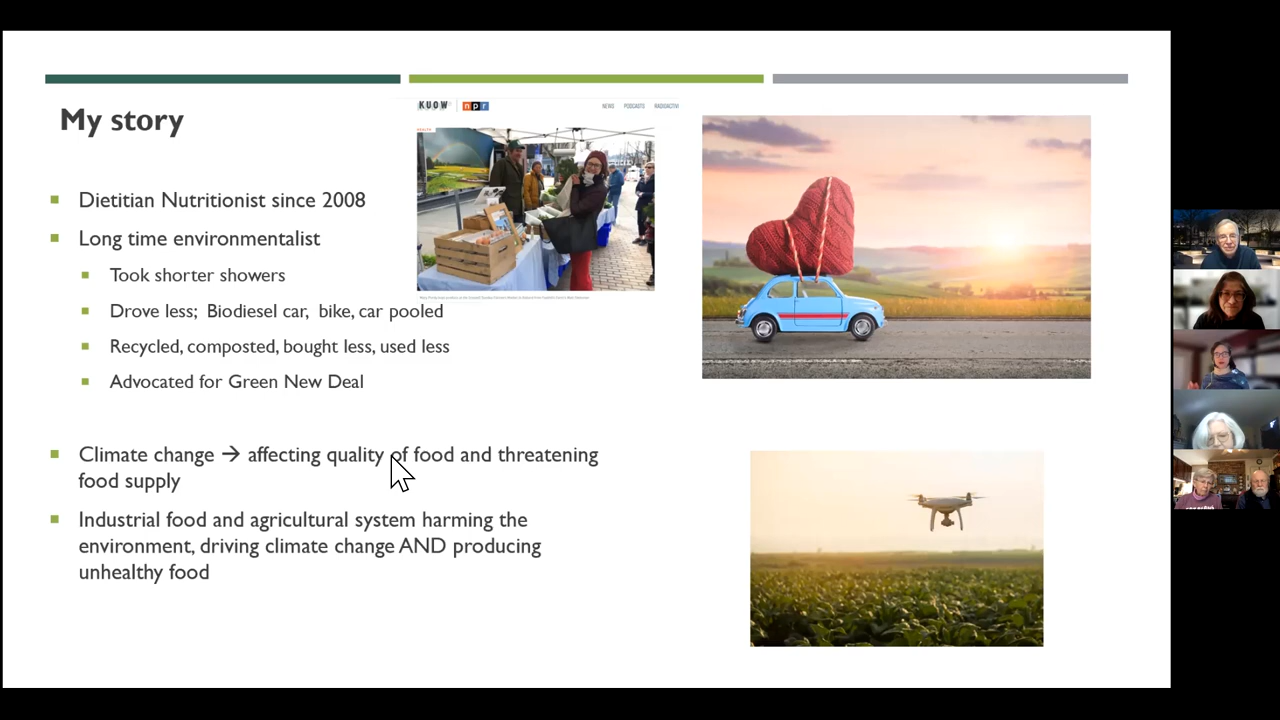 My story
Dietitian Nutritionist since 2008
Long time environmentalist
Took shorter showers
Drove less; Biodiesel car, bike, car pooled
Recycled, composted, bought less, used less
Advocated for Green New Deal
Climate change → affecting quality of food and threatening
food supply
Industrial food and agricultural system harming the
environment, driving climate change AND producing
unhealthy food
KUOW npr NEWS PODCASTS
HEALTH